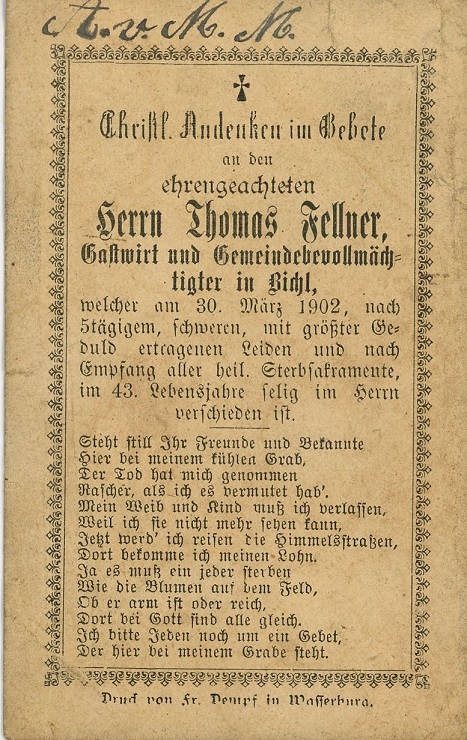 A. v. M. M.
Christl. Andenken im Gebete
an den
ehrengeachteten
Herrn Thomas Fellner,
Gastwirt und Gemeindebevollmäch-
tigter in Bichl,
welcher am 30. März 1902, nach
5tägigem, schweren, mit größter Ge-
duld ertragenen Leiden und nach
Empfang aller heil. Sterbsakramente,
im 43. Lebensjahre selig im Herrn
verschieden ist.
Steht still Ihr Freunde und Bekannte
Hier bei meinem kühlen Grab,
Der Tod hat mich genommen
Rascher, als ich es vermutet hab'.
Mein Weib und Kind muß ich verlassen,
Weil ich sie nicht mehr sehen kann,
Jetzt werd' ich reisen die Himmelsstraßen,
Dort bekomme ich meinen Lohn.
Ja es muß ein jeder sterben
Wie die Blumen auf dem Feld,
Ob er arm ist oder reich,
Dort bei Gott sind alle gleich.
Ich bitte Jeden noch um ein Gebet,
Der hier bei meinem Grabe steht.
Druck von Fr. Dempf in Wasserburg.